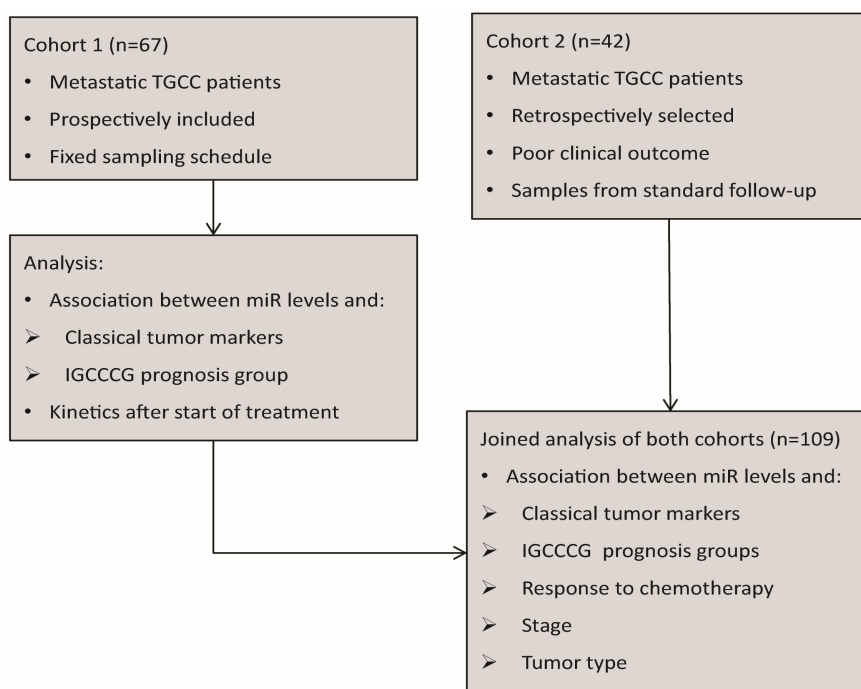 Cohort 1 (n=67)
• Metastatic TGCC patients
• Prospectively included
• Fixed sampling schedule
Cohort 2 (n=42)
• Metastatic TGCC patients
• Retrospectively selected
• Poor clinical outcome
• Samples from standard follow-up
Analysis:
• Association between miR levels and:
➢ Classical tumor markers
➢ IGCCCG prognosis group
• Kinetics after start of treatment
Joined analysis of both cohorts (n=109)
• Association between miR levels and:
➢ Classical tumor markers
➢ IGCCCG prognosis groups
➢ Response to chemotherapy
➢ Stage
➢ Tumor type